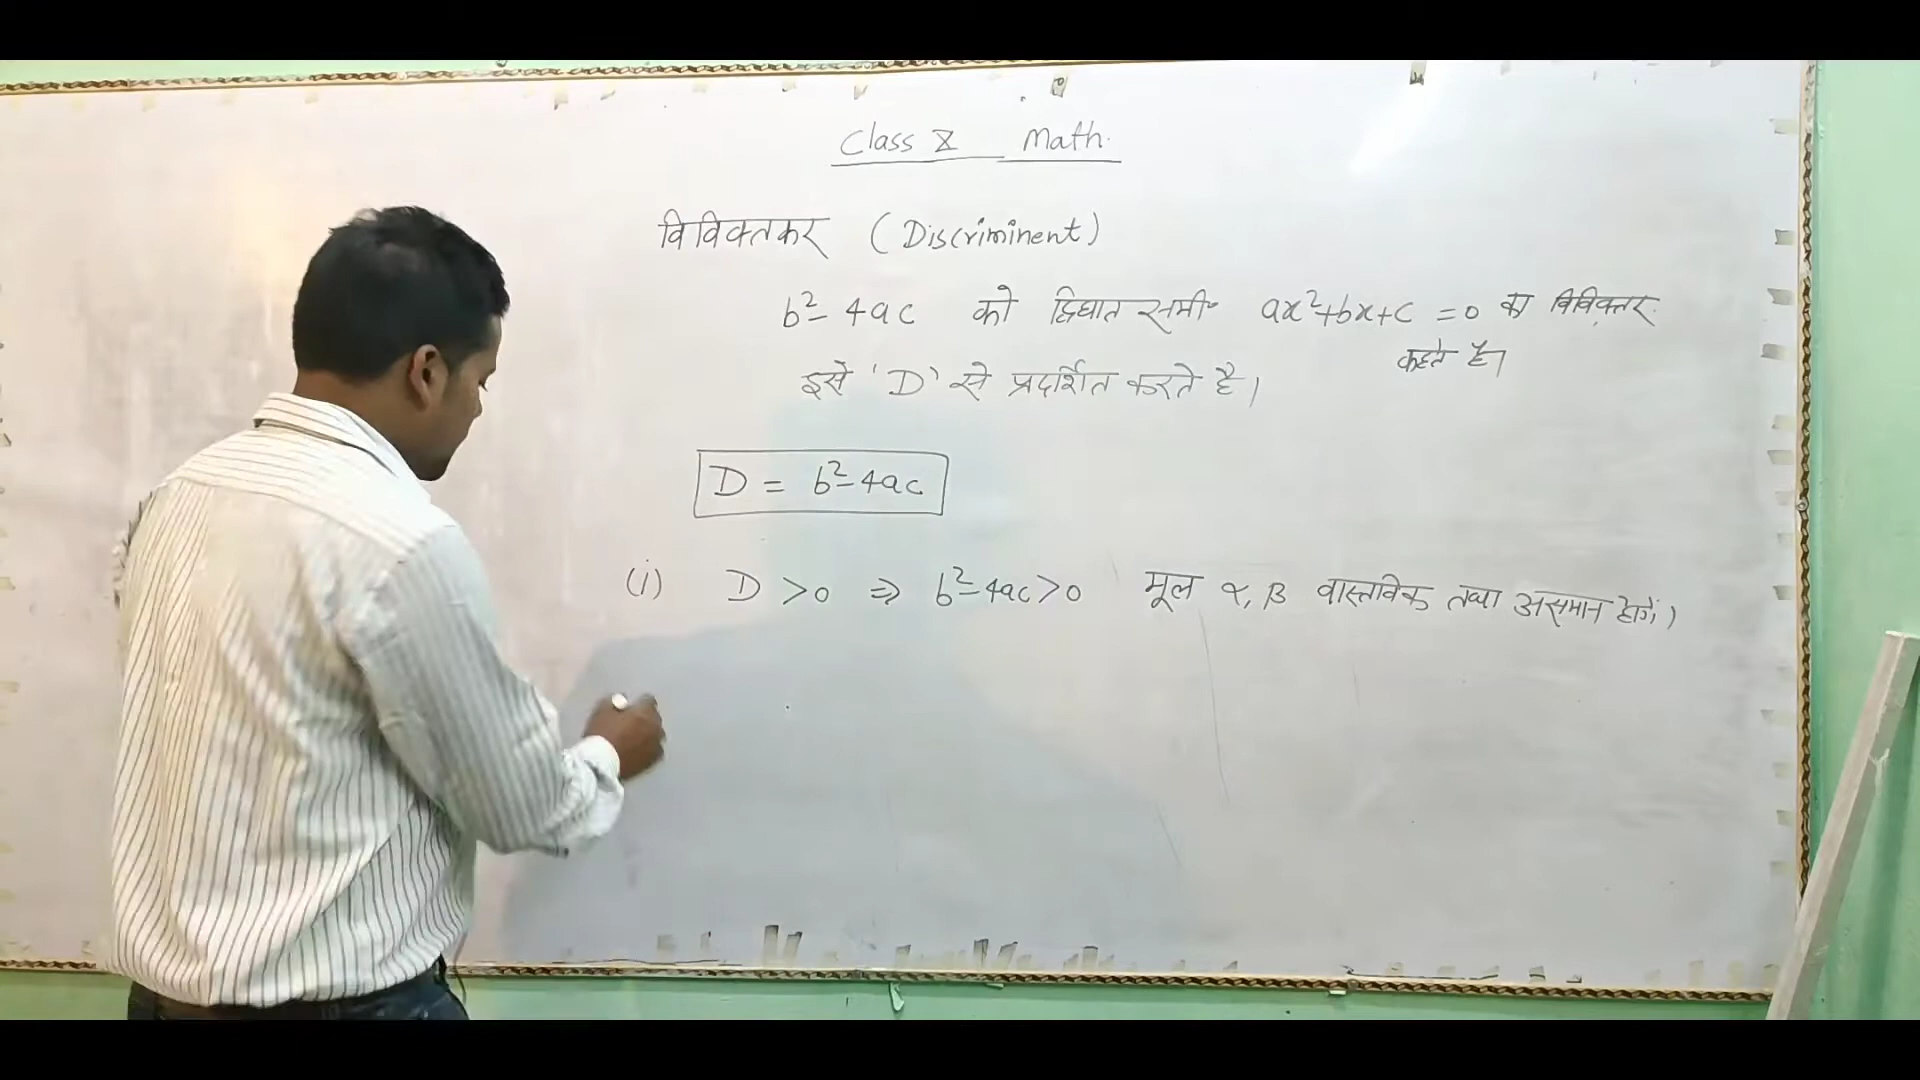 Class X Math.
विविक्तकर (Discriminent)
b²-4ac को द्विघात समी॰ ax²+bx+c = 0 का विविक्तर
कहते है।
इसे 'D' से प्रदर्शित करते है।
D = b²-4ac
(i) D > 0 ⇒ b²-4ac > 0 मूल α, β वास्तविक तथा असमान होगें।